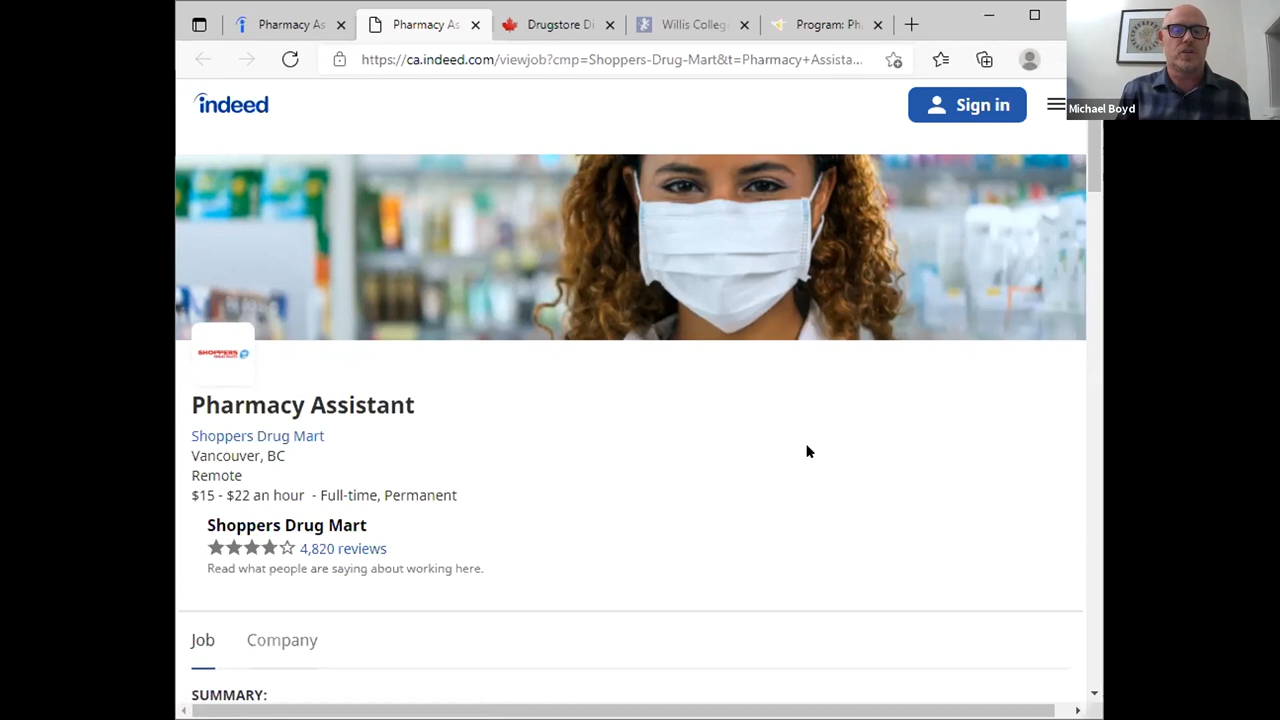 Pharmacy As
Pharmacy As
Drugstore Di
Willis Colleg
Program: Ph
https://ca.indeed.com/viewjob?cmp=Shoppers-Drug-Mart&t=Pharmacy+Assista...
indeed
Sign in
Michael Boyd
SHOPPERS
Pharmacy Assistant
Shoppers Drug Mart
Vancouver, BC
Remote
$15 - $22 an hour - Full-time, Permanent
Shoppers Drug Mart
4,820 reviews
Read what people are saying about working here.
Job Company
SUMMARY: